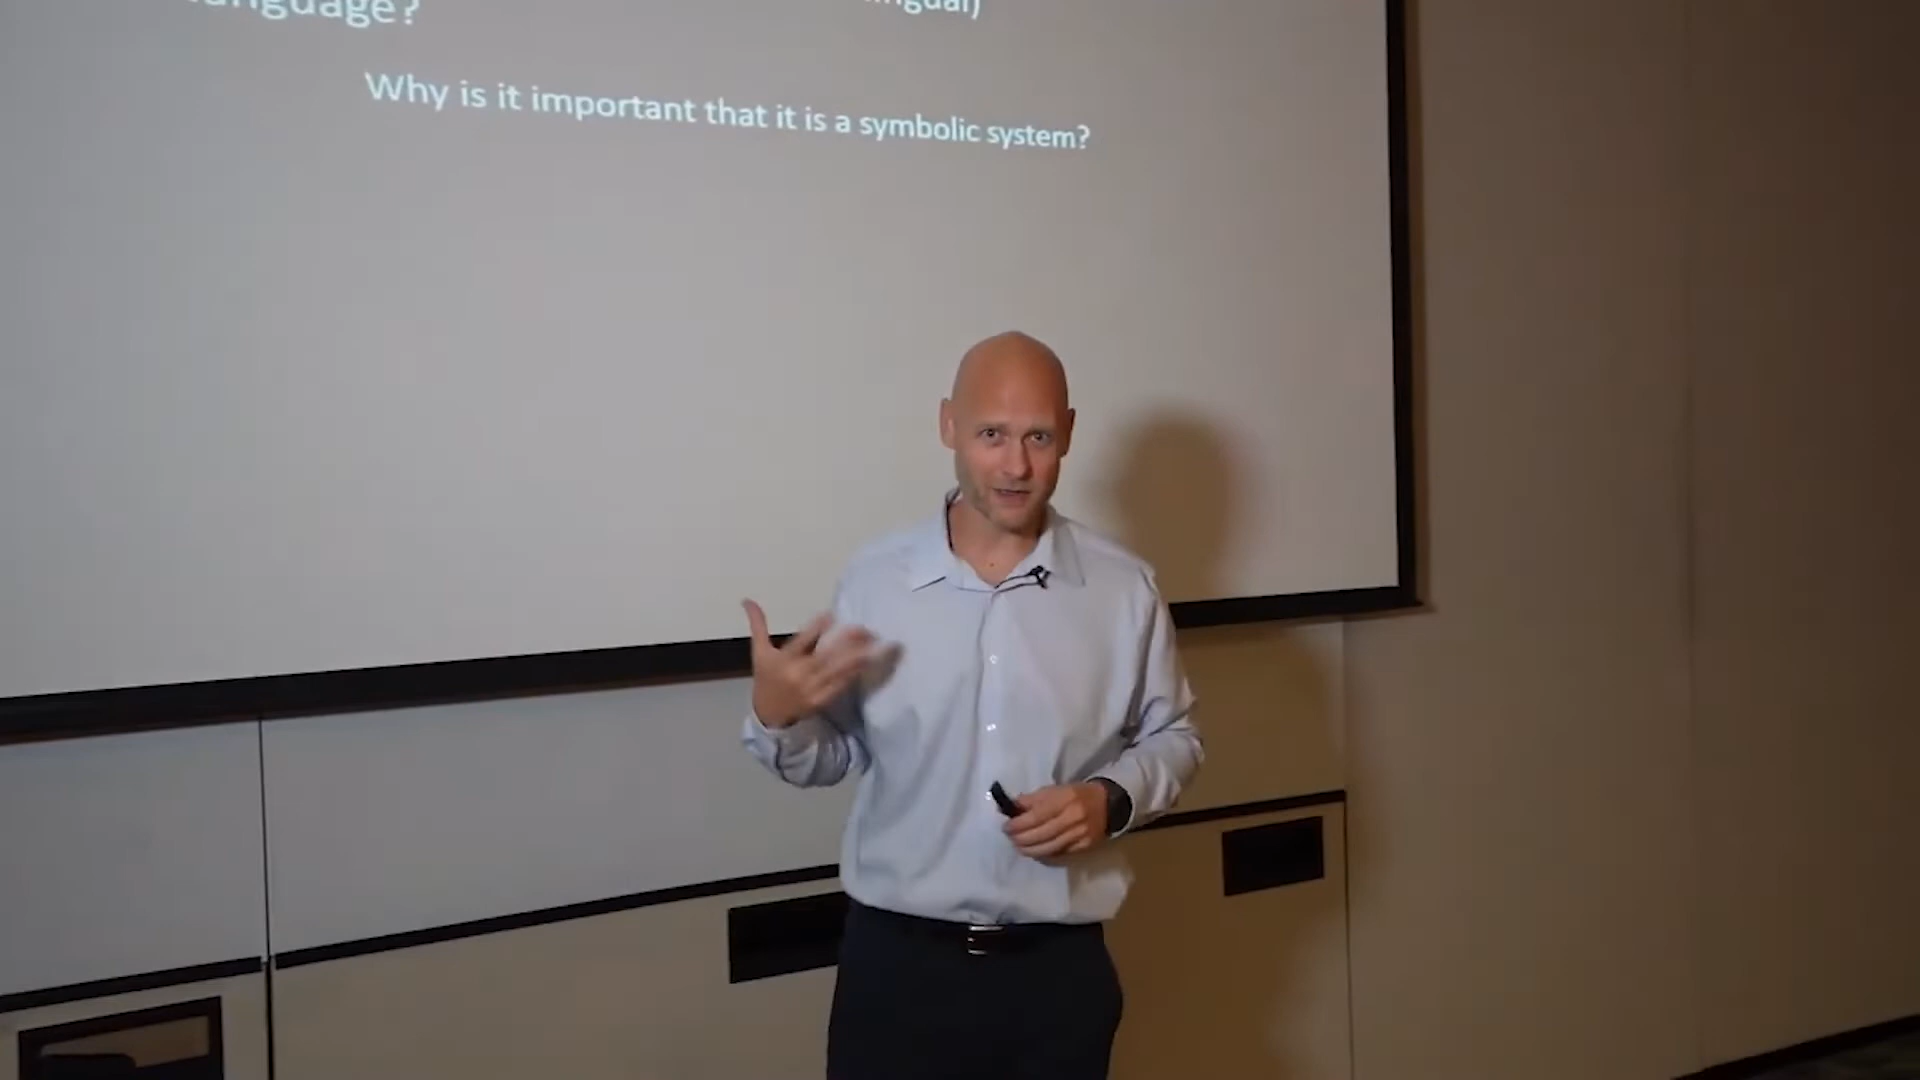 language?
Why is it important that it is a symbolic system?